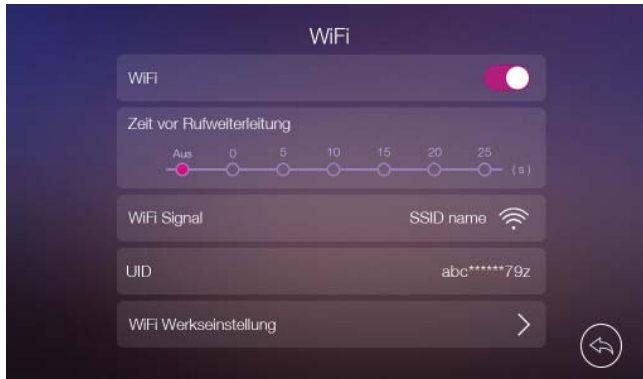 WiFi
WiFi
Zeit vor Rufweiterleitung
Aus 0 5 10 15 20 25 (s)
WiFi Signal SSID name
UID abc******79z
WiFi Werkseinstellung